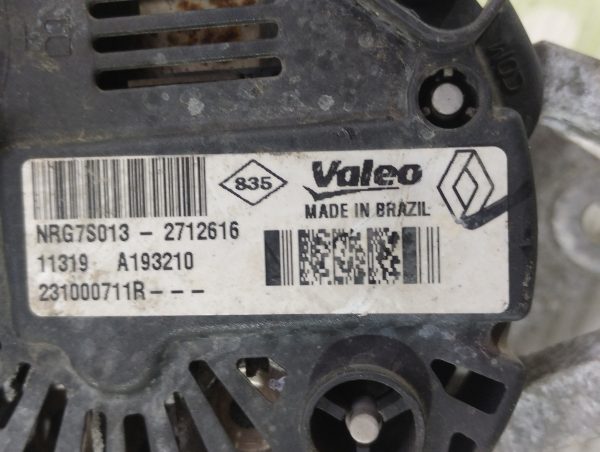 835
Valeo
MADE IN BRAZIL
NRG7S013 - 2712616
11319 A193210
231000711R - - -